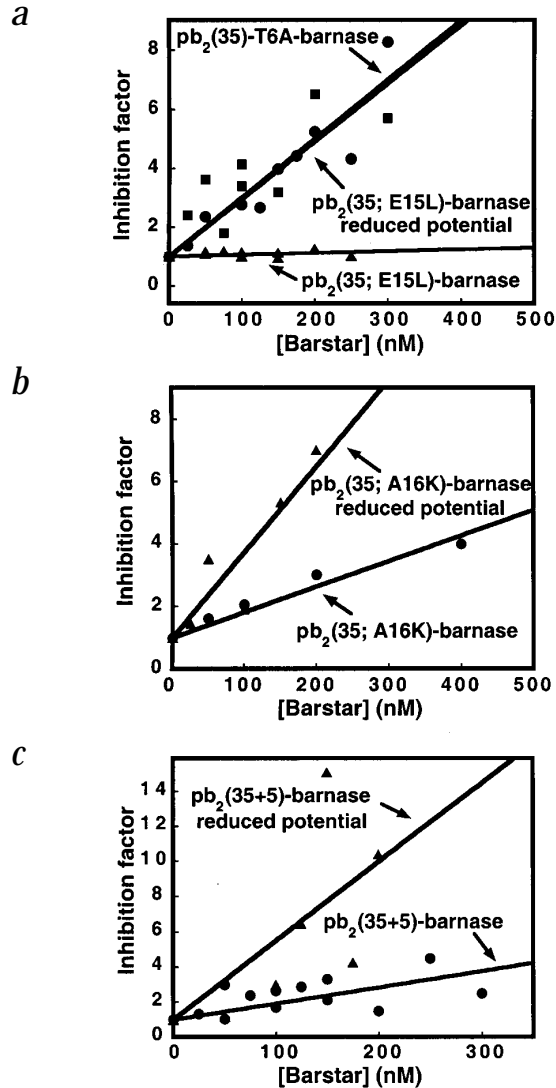 a
pb₂(35)-T6A-barnase
8
6
4
2
0
Inhibition factor
pb₂(35; E15L)-barnase
reduced potential
pb₂(35; E15L)-barnase
0 100 200 300 400 500
[Barstar] (nM)
b
8
6
4
2
0
Inhibition factor
pb₂(35; A16K)-barnase
reduced potential
pb₂(35; A16K)-barnase
0 100 200 300 400 500
[Barstar] (nM)
c
14
12
10
8
6
4
2
0
Inhibition factor
pb₂(35+5)-barnase
reduced potential
pb₂(35+5)-barnase
0 100 200 300
[Barstar] (nM)